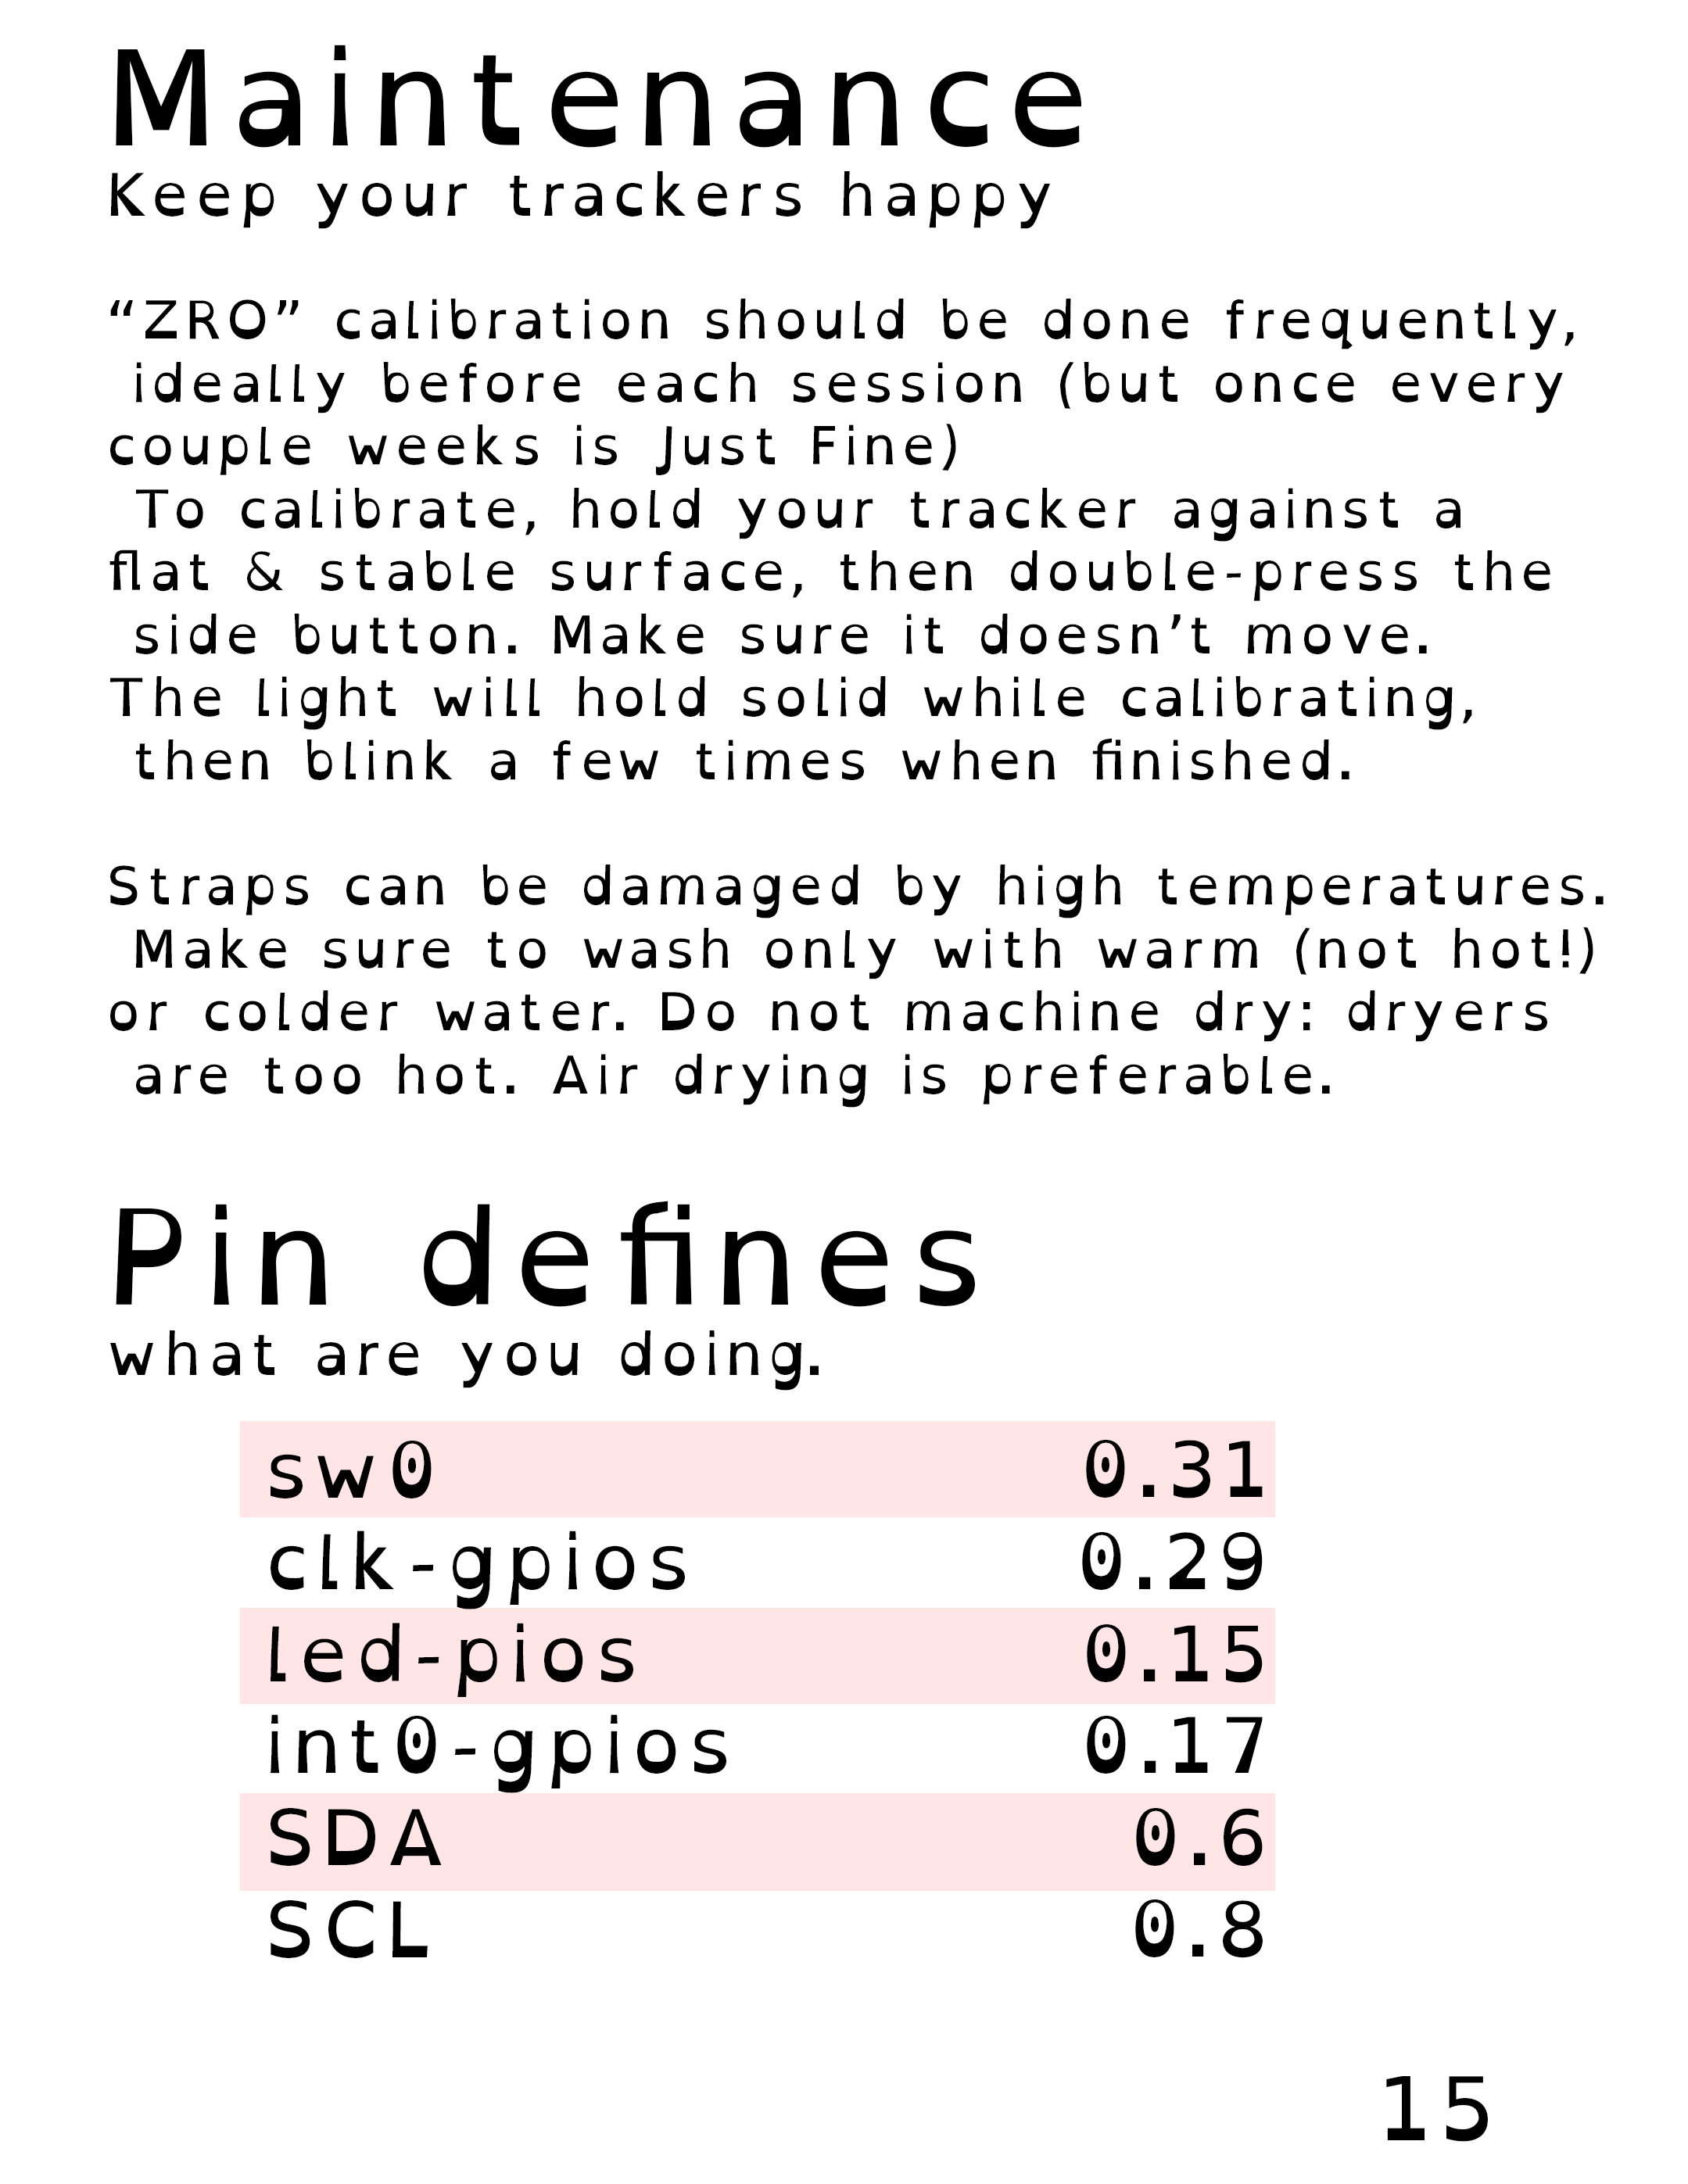 Maintenance
Keep your trackers happy
“ZRO” calibration should be done frequently,
ideally before each session (but once every
couple weeks is Just Fine)
To calibrate, hold your tracker against a
flat & stable surface, then double-press the
side button. Make sure it doesn’t move.
The light will hold solid while calibrating,
then blink a few times when finished.
Straps can be damaged by high temperatures.
Make sure to wash only with warm (not hot!)
or colder water. Do not machine dry: dryers
are too hot. Air drying is preferable.
Pin defines
what are you doing.
sw0 0.31
clk-gpios 0.29
led-pios 0.15
int0-gpios 0.17
SDA 0.6
SCL 0.8
15